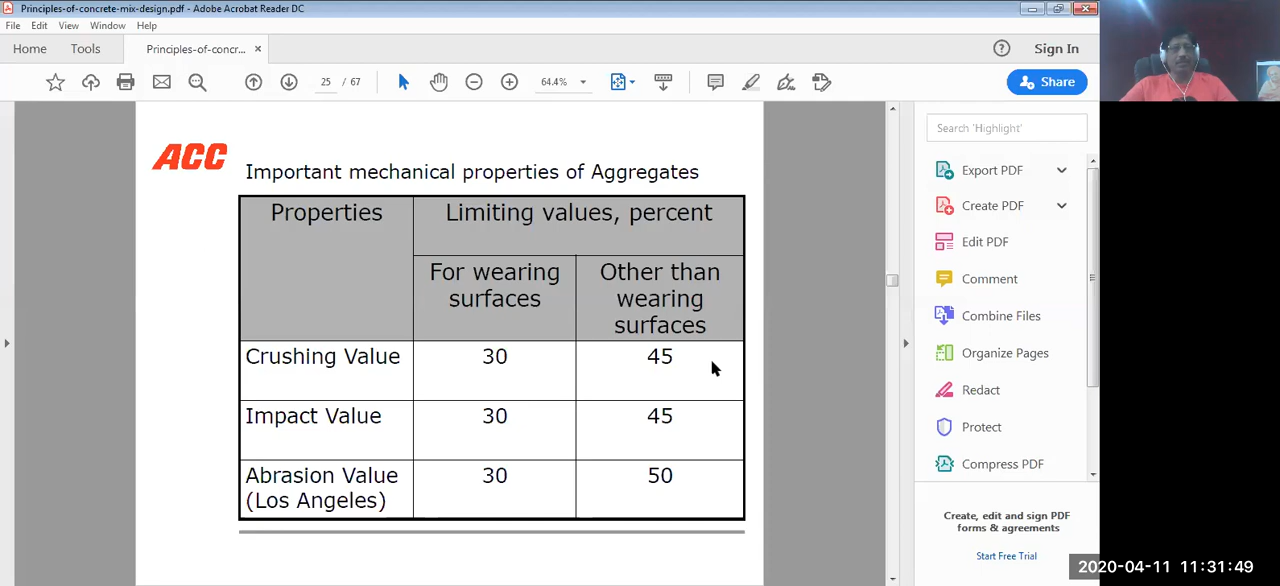 Principles-of-concrete-mix-design.pdf - Adobe Acrobat Reader DC
File Edit View Window Help
Home Tools Principles-of-concr... ×
Sign In
25 / 67 64.4%
Share
ACC
Important mechanical properties of Aggregates
Properties Limiting values, percent
For wearing surfaces Other than wearing surfaces
Crushing Value 30 45
Impact Value 30 45
Abrasion Value (Los Angeles) 30 50
Search 'Highlight'
Export PDF
Create PDF
Edit PDF
Comment
Combine Files
Organize Pages
Redact
Protect
Compress PDF
Create, edit and sign PDF
forms & agreements
Start Free Trial
2020-04-11 11:31:49